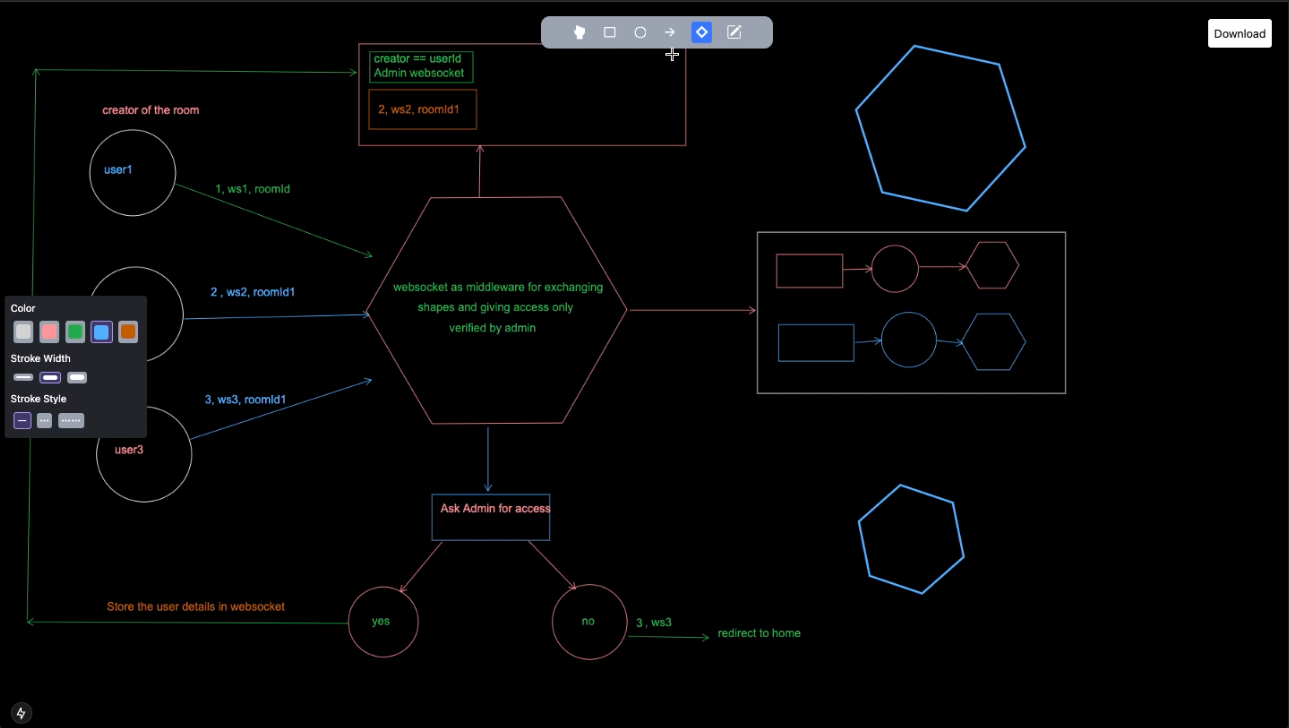 Download
creator == userId
Admin websocket
2, ws2, roomId1
creator of the room
user1
1, ws1, roomId
2 , ws2, roomId1
websocket as middleware for exchanging
shapes and giving access only
verified by admin
Color
Stroke Width
Stroke Style
3, ws3, roomId1
user3
Ask Admin for access
Store the user details in websocket
yes
no
3 , ws3
redirect to home